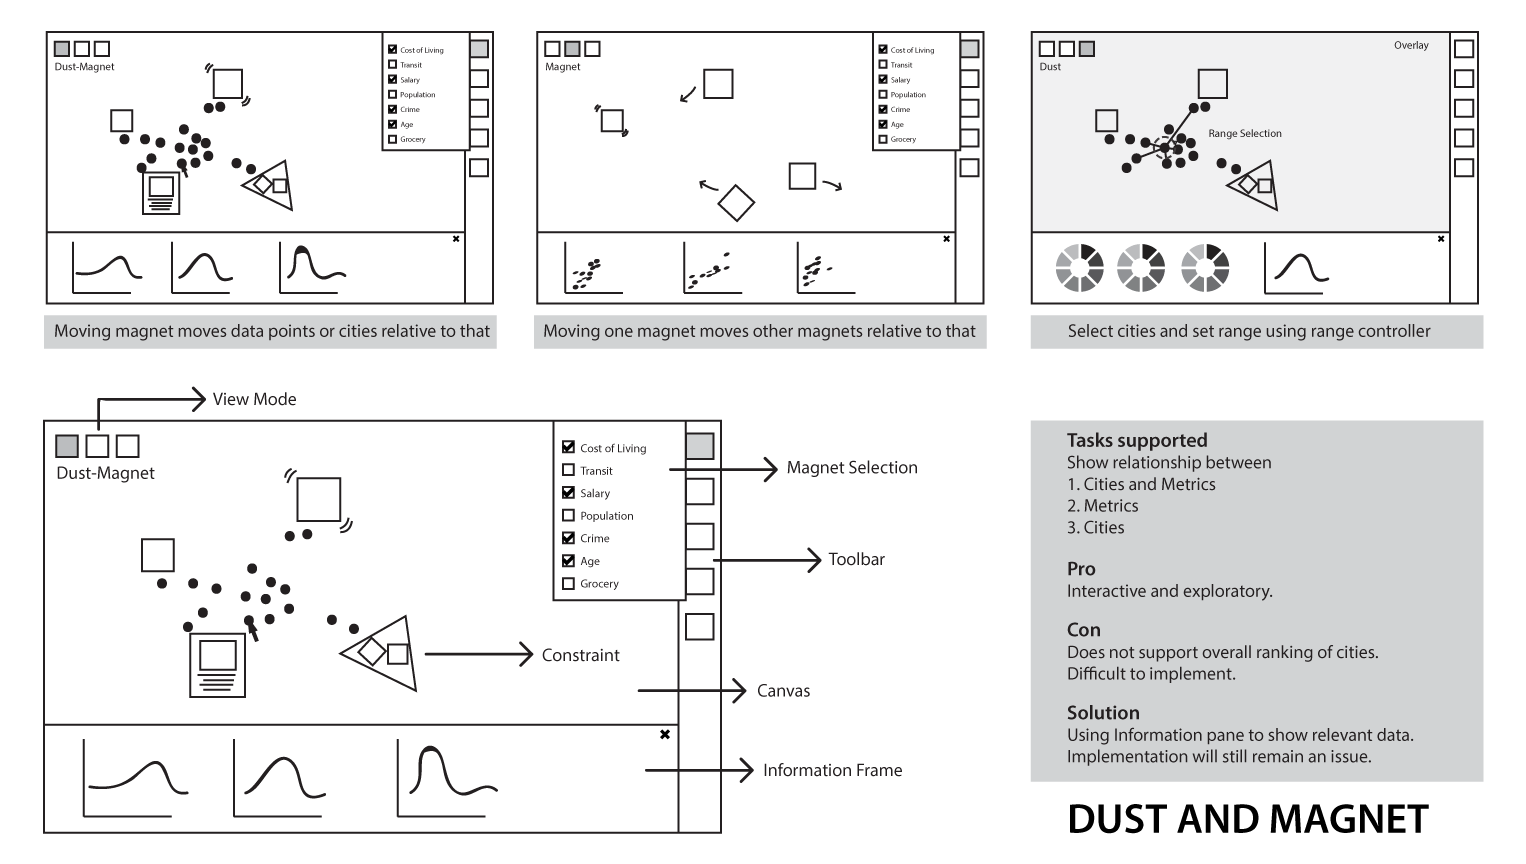 Dust-Magnet
Cost of Living
Transit
Salary
Population
Crime
Age
Grocery
Moving magnet moves data points or cities relative to that
Magnet
Cost of Living
Transit
Salary
Population
Crime
Age
Grocery
Moving one magnet moves other magnets relative to that
Dust
Overlay
Range Selection
Select cities and set range using range controller
View Mode
Dust-Magnet
Cost of Living
Transit
Salary
Population
Crime
Age
Grocery
Magnet Selection
Toolbar
Constraint
Canvas
Information Frame
Tasks supported
Show relationship between
1. Cities and Metrics
2. Metrics
3. Cities
Pro
Interactive and exploratory.
Con
Does not support overall ranking of cities.
Difficult to implement.
Solution
Using Information pane to show relevant data.
Implementation will still remain an issue.
DUST AND MAGNET